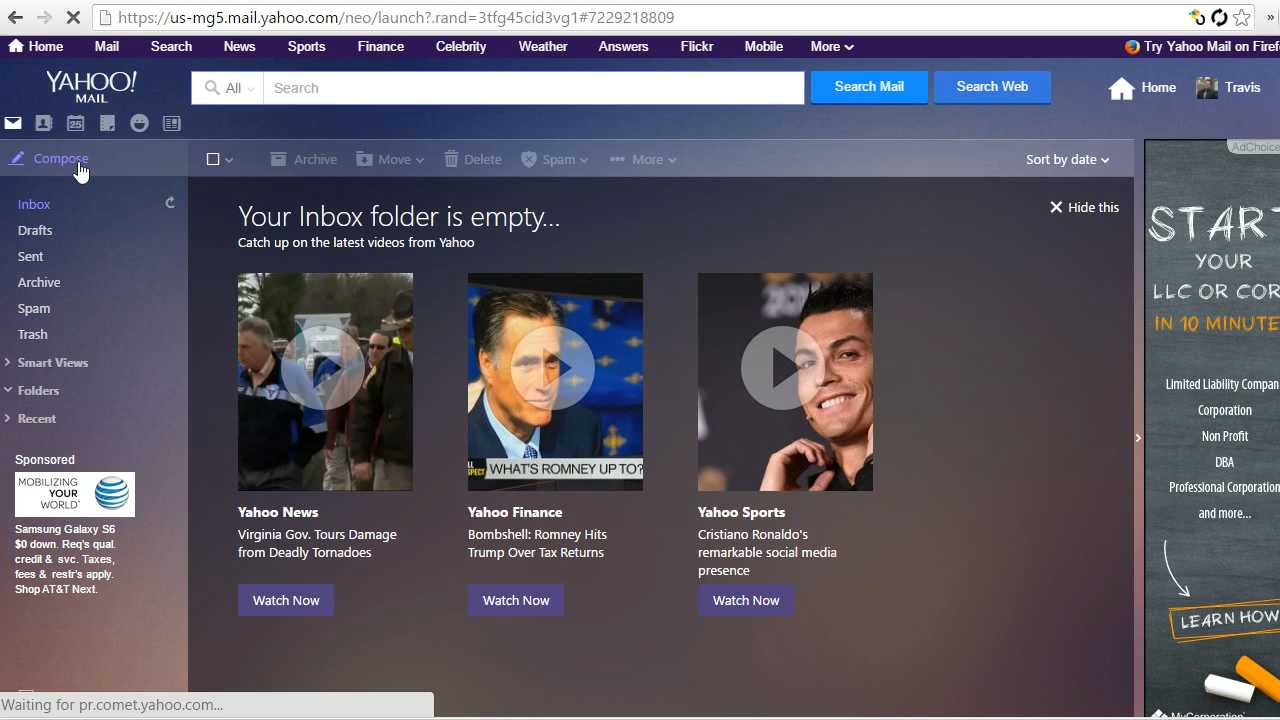 https://us-mg5.mail.yahoo.com/neo/launch?.rand=3tfg45cid3vg1#7229218809
Home Mail Search News Sports Finance Celebrity Weather Answers Flickr Mobile More Try Yahoo Mail on Firef
YAHOO!
MAIL
All Search Search Mail Search Web Home Travis
25
Compose Archive Move Delete Spam More Sort by date
AdChoice
Inbox
Drafts
Sent
Archive
Spam
Trash
Smart Views
Folders
Recent
Sponsored
MOBILIZING
YOUR
WORLD
Samsung Galaxy S6
$0 down. Req's qual.
credit & svc. Taxes,
fees & restr's apply.
Shop AT&T Next.
Your Inbox folder is empty...
Catch up on the latest videos from Yahoo
Hide this
WHAT'S ROMNEY UP TO?
Yahoo News
Virginia Gov. Tours Damage
from Deadly Tornadoes
Watch Now
Yahoo Finance
Bombshell: Romney Hits
Trump Over Tax Returns
Watch Now
Yahoo Sports
Cristiano Ronaldo's
remarkable social media
presence
Watch Now
START
YOUR
LLC OR COR
IN 10 MINUTE
Limited Liability Compan
Corporation
Non Profit
DBA
Professional Corporation
and more...
LEARN HOW
MyCorporation
Waiting for pr.comet.yahoo.com...